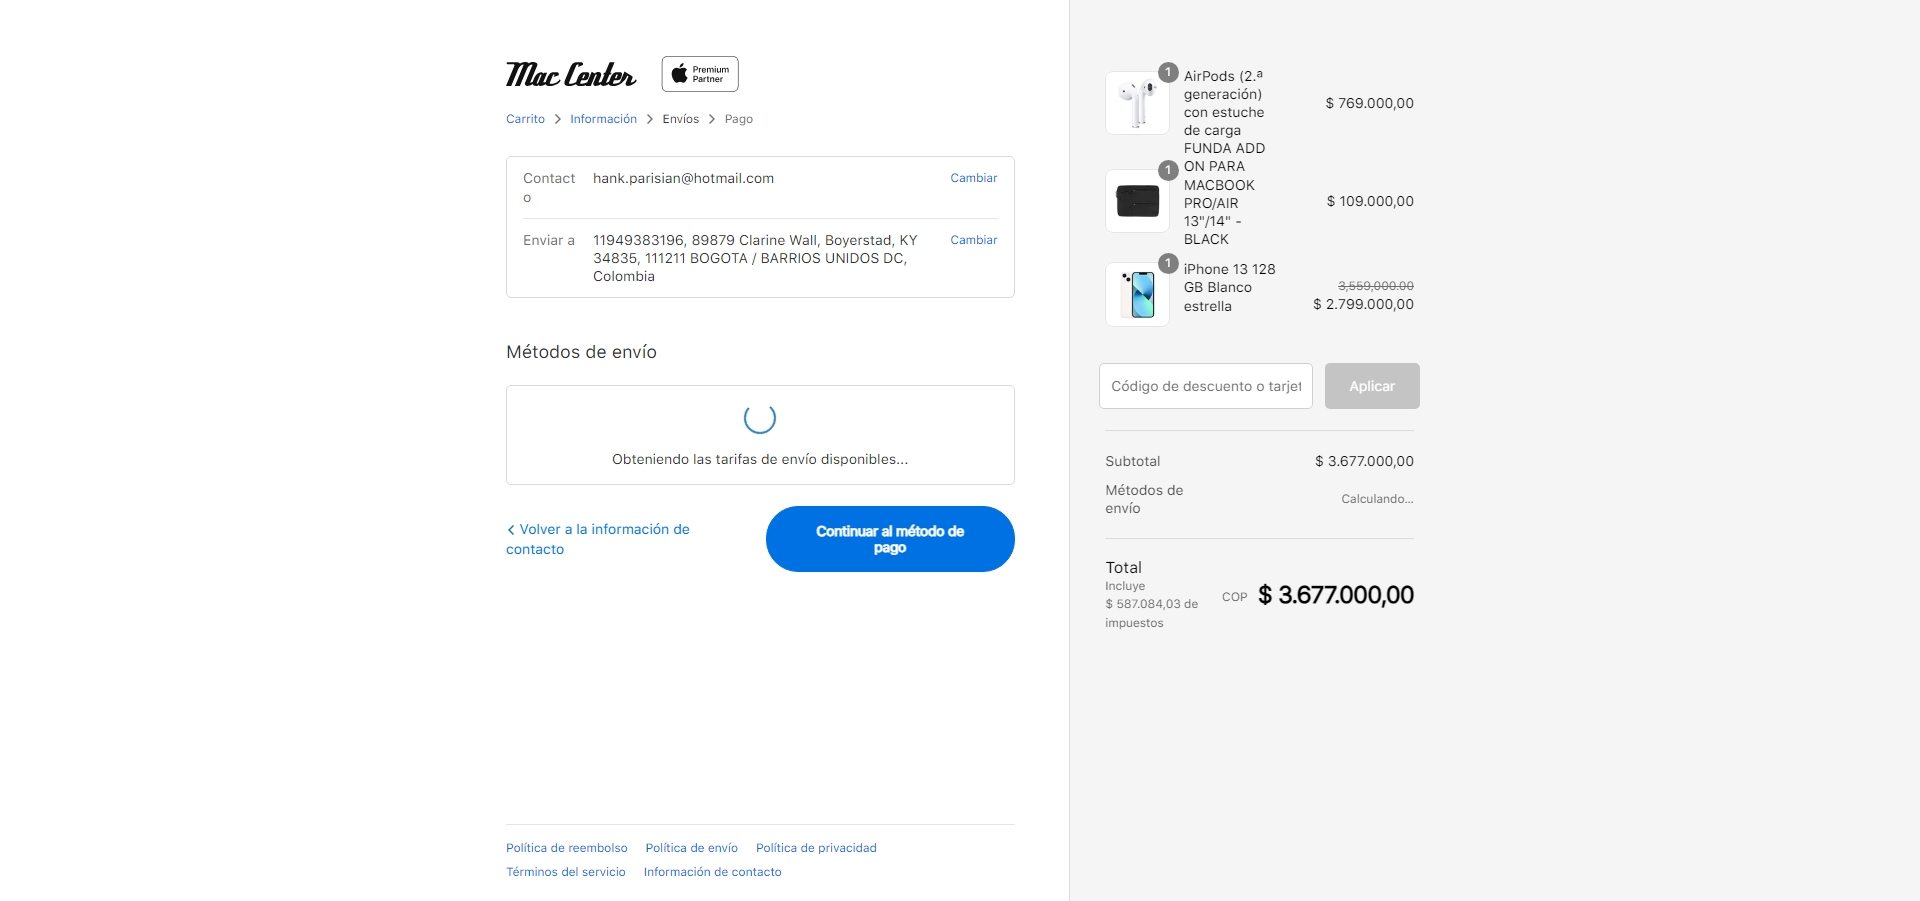 Mac Center
Premium
Partner
Carrito
Información
Envíos
Pago
Contact
o
hank.parisian@hotmail.com
Cambiar
Enviar a
11949383196, 89879 Clarine Wall, Boyerstad, KY
34835, 111211 BOGOTA / BARRIOS UNIDOS DC,
Colombia
Cambiar
Métodos de envío
Obteniendo las tarifas de envío disponibles...
Volver a la información de
contacto
Continuar al método de
pago
Política de reembolso
Política de envío
Política de privacidad
Términos del servicio
Información de contacto
1
AirPods (2.ª
generación)
con estuche
de carga
$ 769.000,00
1
FUNDA ADD
ON PARA
MACBOOK
PRO/AIR
13"/14" -
BLACK
$ 109.000,00
1
iPhone 13 128
GB Blanco
estrella
3,559,000.00
$ 2.799.000,00
Código de descuento o tarjet
Aplicar
Subtotal
$ 3.677.000,00
Métodos de
envío
Calculando...
Total
Incluye
$ 587.084,03 de
impuestos
COP
$ 3.677.000,00